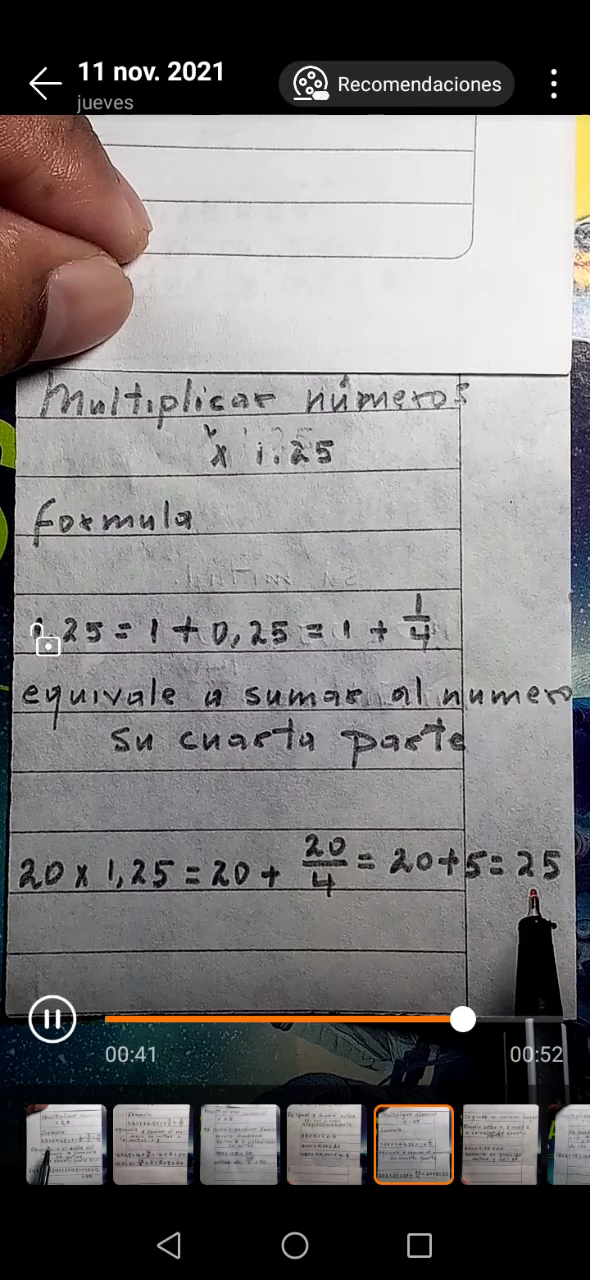 11 nov. 2021
jueves
Recomendaciones
Multiplicar números
x 1.25
formula
1,25 = 1 + 0,25 = 1 + 1/4
equivale a sumar al numero
su cuarta parte
20 x 1,25 = 20 + 20/4 = 20+5 = 25
00:41
00:52